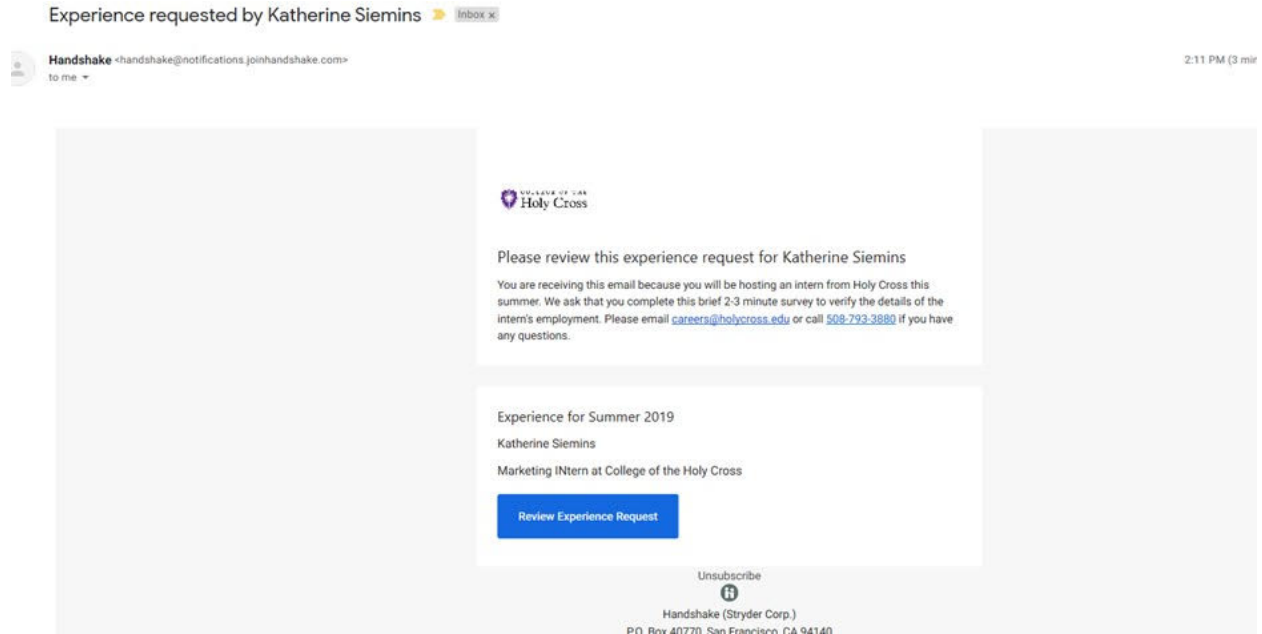 Experience requested by Katherine Siemins Inbox x
Handshake <handshake@notifications.joinhandshake.com>
2:11 PM (3 min
to me
COLLEGE OF THE
Holy Cross
Please review this experience request for Katherine Siemins
You are receiving this email because you will be hosting an intern from Holy Cross this
summer. We ask that you complete this brief 2-3 minute survey to verify the details of the
intern's employment. Please email careers@holycross.edu or call 508-793-3880 if you have
any questions.
Experience for Summer 2019
Katherine Siemins
Marketing INtern at College of the Holy Cross
Review Experience Request
Unsubscribe
Handshake (Stryder Corp.)
P.O. Box 40770, San Francisco, CA 94140